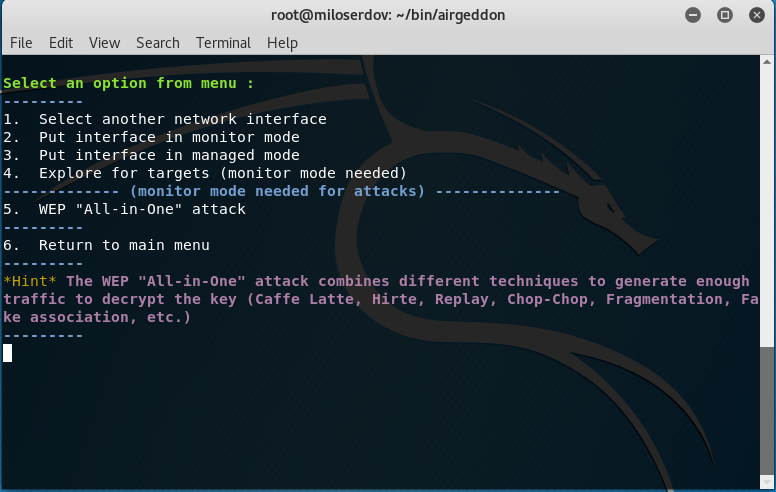 root@miloserdov: ~/bin/airgeddon
File Edit View Search Terminal Help
Select an option from menu :
---------
1.  Select another network interface
2.  Put interface in monitor mode
3.  Put interface in managed mode
4.  Explore for targets (monitor mode needed)
------------- (monitor mode needed for attacks) --------------
5.  WEP "All-in-One" attack
---------
6.  Return to main menu
---------
*Hint* The WEP "All-in-One" attack combines different techniques to generate enough
traffic to decrypt the key (Caffe Latte, Hirte, Replay, Chop-Chop, Fragmentation, Fa
ke association, etc.)
---------